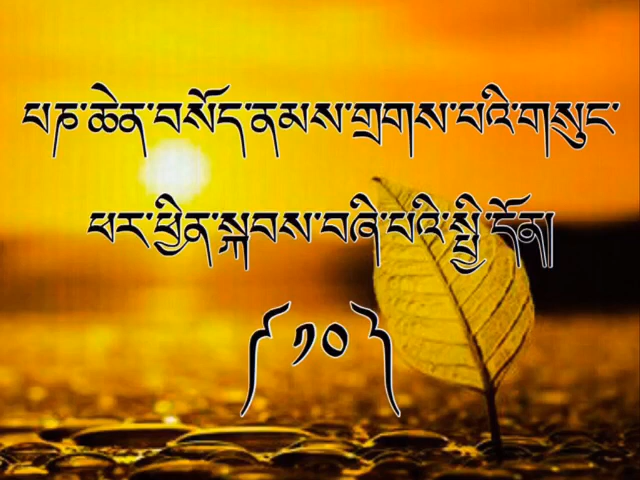 པཎ་ཆེན་བསོད་ནམས་གྲགས་པའི་གསུང་
ཕར་ཕྱིན་སྐབས་བཞི་པའི་སྤྱི་དོན།
༼༡༠༽